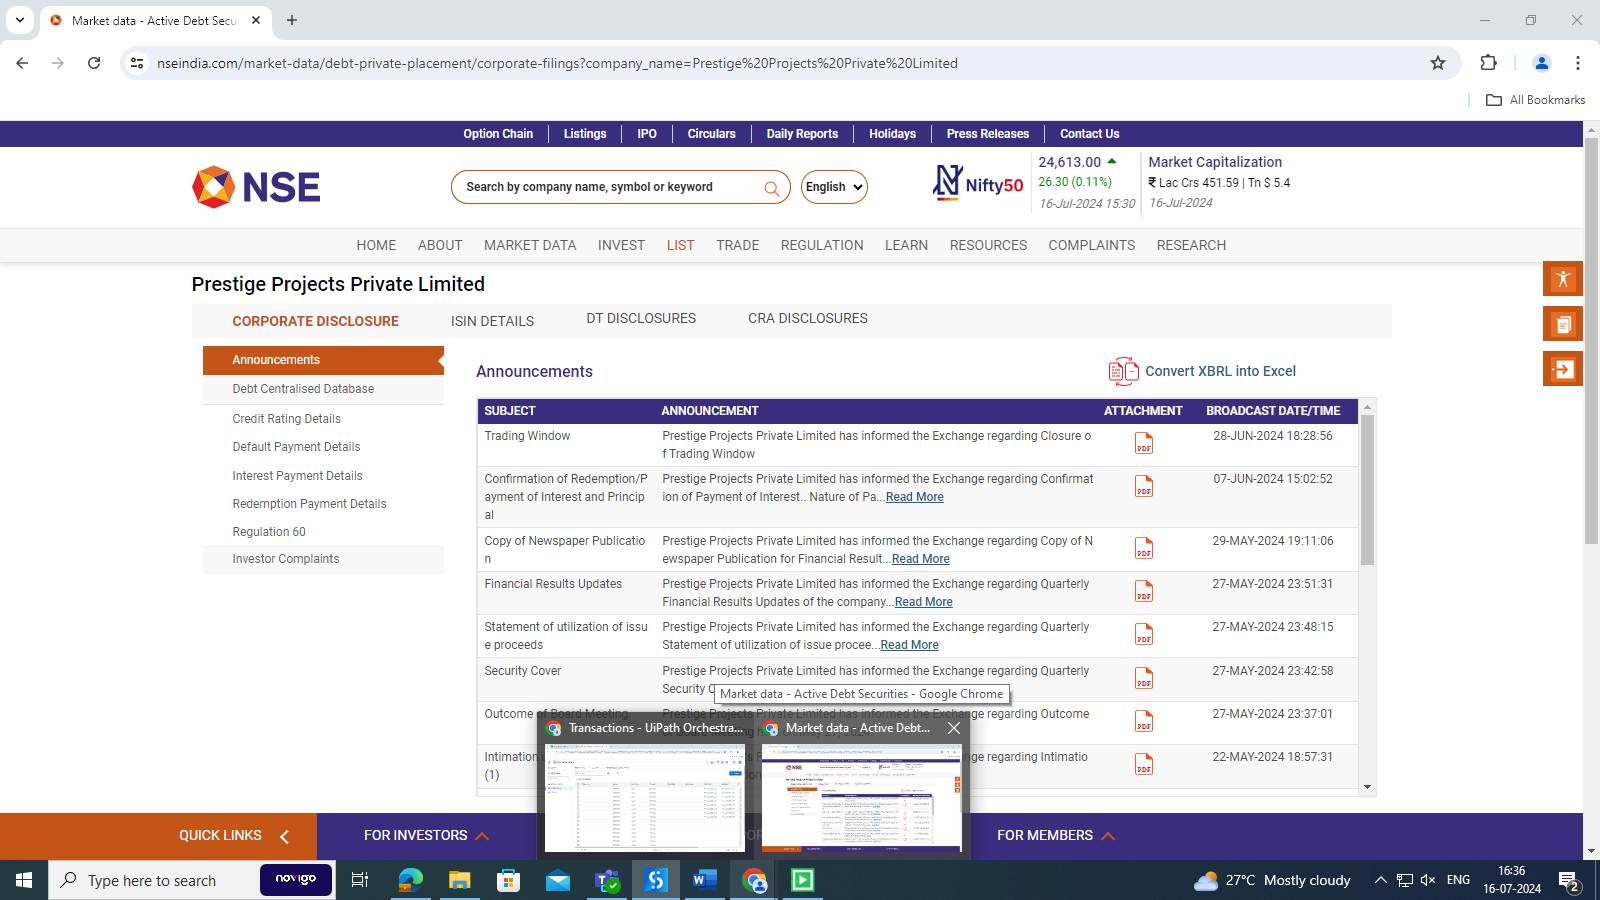 Market data - Active Debt Secu
nseindia.com/market-data/debt-private-placement/corporate-filings?company_name=Prestige%20Projects%20Private%20Limited
All Bookmarks
Option Chain
Listings
IPO
Circulars
Daily Reports
Holidays
Press Releases
Contact Us
NSE
Search by company name, symbol or keyword
English
Nifty50
24,613.00
26.30 (0.11%)
16-Jul-2024 15:30
Market Capitalization
₹ Lac Crs 451.59 | Tn $ 5.4
16-Jul-2024
HOME
ABOUT
MARKET DATA
INVEST
LIST
TRADE
REGULATION
LEARN
RESOURCES
COMPLAINTS
RESEARCH
Prestige Projects Private Limited
CORPORATE DISCLOSURE
ISIN DETAILS
DT DISCLOSURES
CRA DISCLOSURES
Announcements
Debt Centralised Database
Credit Rating Details
Default Payment Details
Interest Payment Details
Redemption Payment Details
Regulation 60
Investor Complaints
Announcements
Convert XBRL into Excel
SUBJECT
ANNOUNCEMENT
ATTACHMENT
BROADCAST DATE/TIME
Trading Window
Prestige Projects Private Limited has informed the Exchange regarding Closure o
f Trading Window
PDF
28-JUN-2024 18:28:56
Confirmation of Redemption/P
ayment of Interest and Princip
al
Prestige Projects Private Limited has informed the Exchange regarding Confirmat
ion of Payment of Interest.. Nature of Pa...Read More
PDF
07-JUN-2024 15:02:52
Copy of Newspaper Publicatio
n
Prestige Projects Private Limited has informed the Exchange regarding Copy of N
ewspaper Publication for Financial Result...Read More
PDF
29-MAY-2024 19:11:06
Financial Results Updates
Prestige Projects Private Limited has informed the Exchange regarding Quarterly
Financial Results Updates of the company...Read More
PDF
27-MAY-2024 23:51:31
Statement of utilization of issu
e proceeds
Prestige Projects Private Limited has informed the Exchange regarding Quarterly
Statement of utilization of issue procee...Read More
PDF
27-MAY-2024 23:48:15
Security Cover
Prestige Projects Private Limited has informed the Exchange regarding Quarterly
Security
PDF
27-MAY-2024 23:42:58
Market data - Active Debt Securities - Google Chrome
Outcome of Board Meeting
Prestige Projects Private Limited has informed the Exchange regarding Outcome
PDF
27-MAY-2024 23:37:01
Transactions - UiPath Orchestra...
Market data - Active Debt...
Intimation
(1)
nge regarding Intimatio
PDF
22-MAY-2024 18:57:31
QUICK LINKS
FOR INVESTORS
FOR MEMBERS
Type here to search
novigo
27°C Mostly cloudy
ENG
16:36
16-07-2024
2